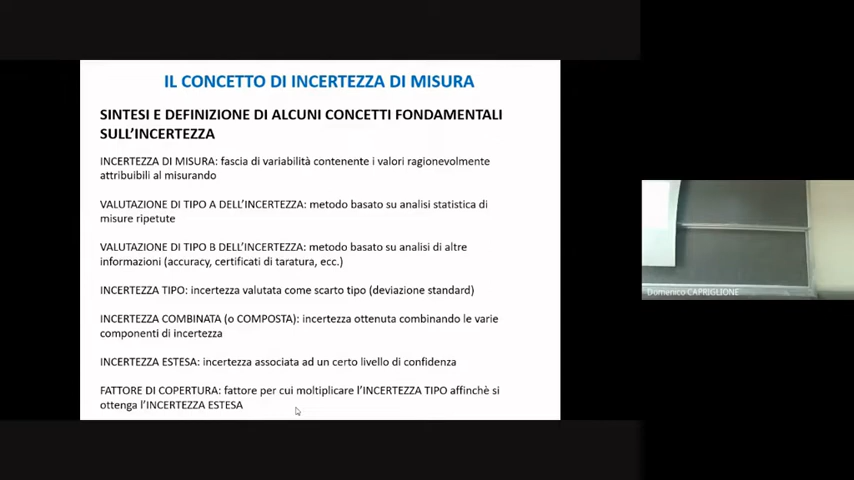 IL CONCETTO DI INCERTEZZA DI MISURA
SINTESI E DEFINIZIONE DI ALCUNI CONCETTI FONDAMENTALI
SULL'INCERTEZZA
INCERTEZZA DI MISURA: fascia di variabilità contenente i valori ragionevolmente
attribuibili al misurando
VALUTAZIONE DI TIPO A DELL'INCERTEZZA: metodo basato su analisi statistica di
misure ripetute
VALUTAZIONE DI TIPO B DELL'INCERTEZZA: metodo basato su analisi di altre
informazioni (accuracy, certificati di taratura, ecc.)
INCERTEZZA TIPO: incertezza valutata come scarto tipo (deviazione standard)
INCERTEZZA COMBINATA (o COMPOSTA): incertezza ottenuta combinando le varie
componenti di incertezza
INCERTEZZA ESTESA: incertezza associata ad un certo livello di confidenza
FATTORE DI COPERTURA: fattore per cui moltiplicare l'INCERTEZZA TIPO affinchè si
ottenga l'INCERTEZZA ESTESA
Domenico CAPRIGLIONE